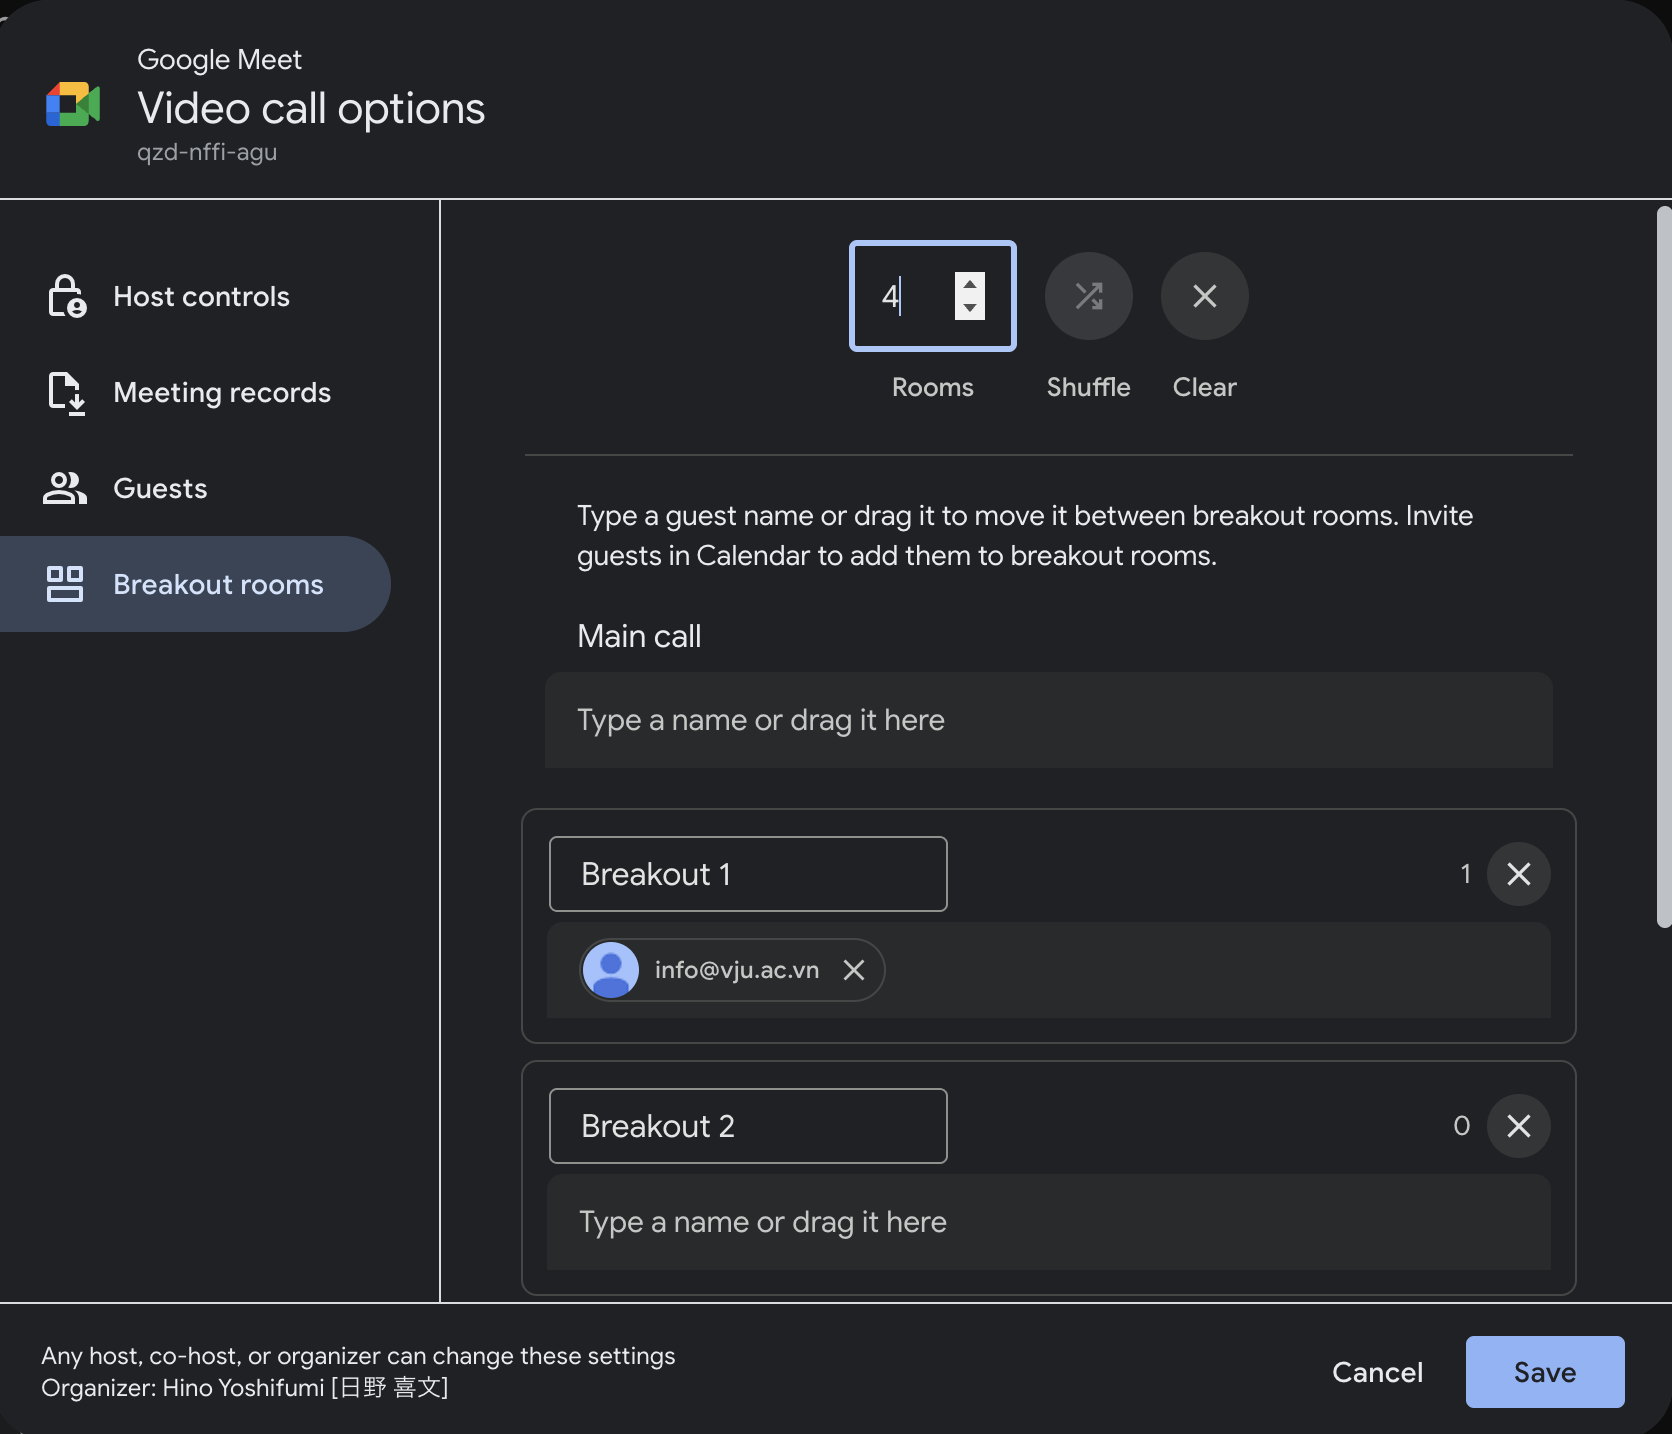 Google Meet
Video call options
qzd-nffi-agu
Host controls
Meeting records
Guests
Breakout rooms
4
Rooms
Shuffle
Clear
Type a guest name or drag it to move it between breakout rooms. Invite
guests in Calendar to add them to breakout rooms.
Main call
Type a name or drag it here
Breakout 1
1
info@vju.ac.vn
Breakout 2
0
Type a name or drag it here
Any host, co-host, or organizer can change these settings
Organizer: Hino Yoshifumi [日野 喜文]
Cancel
Save